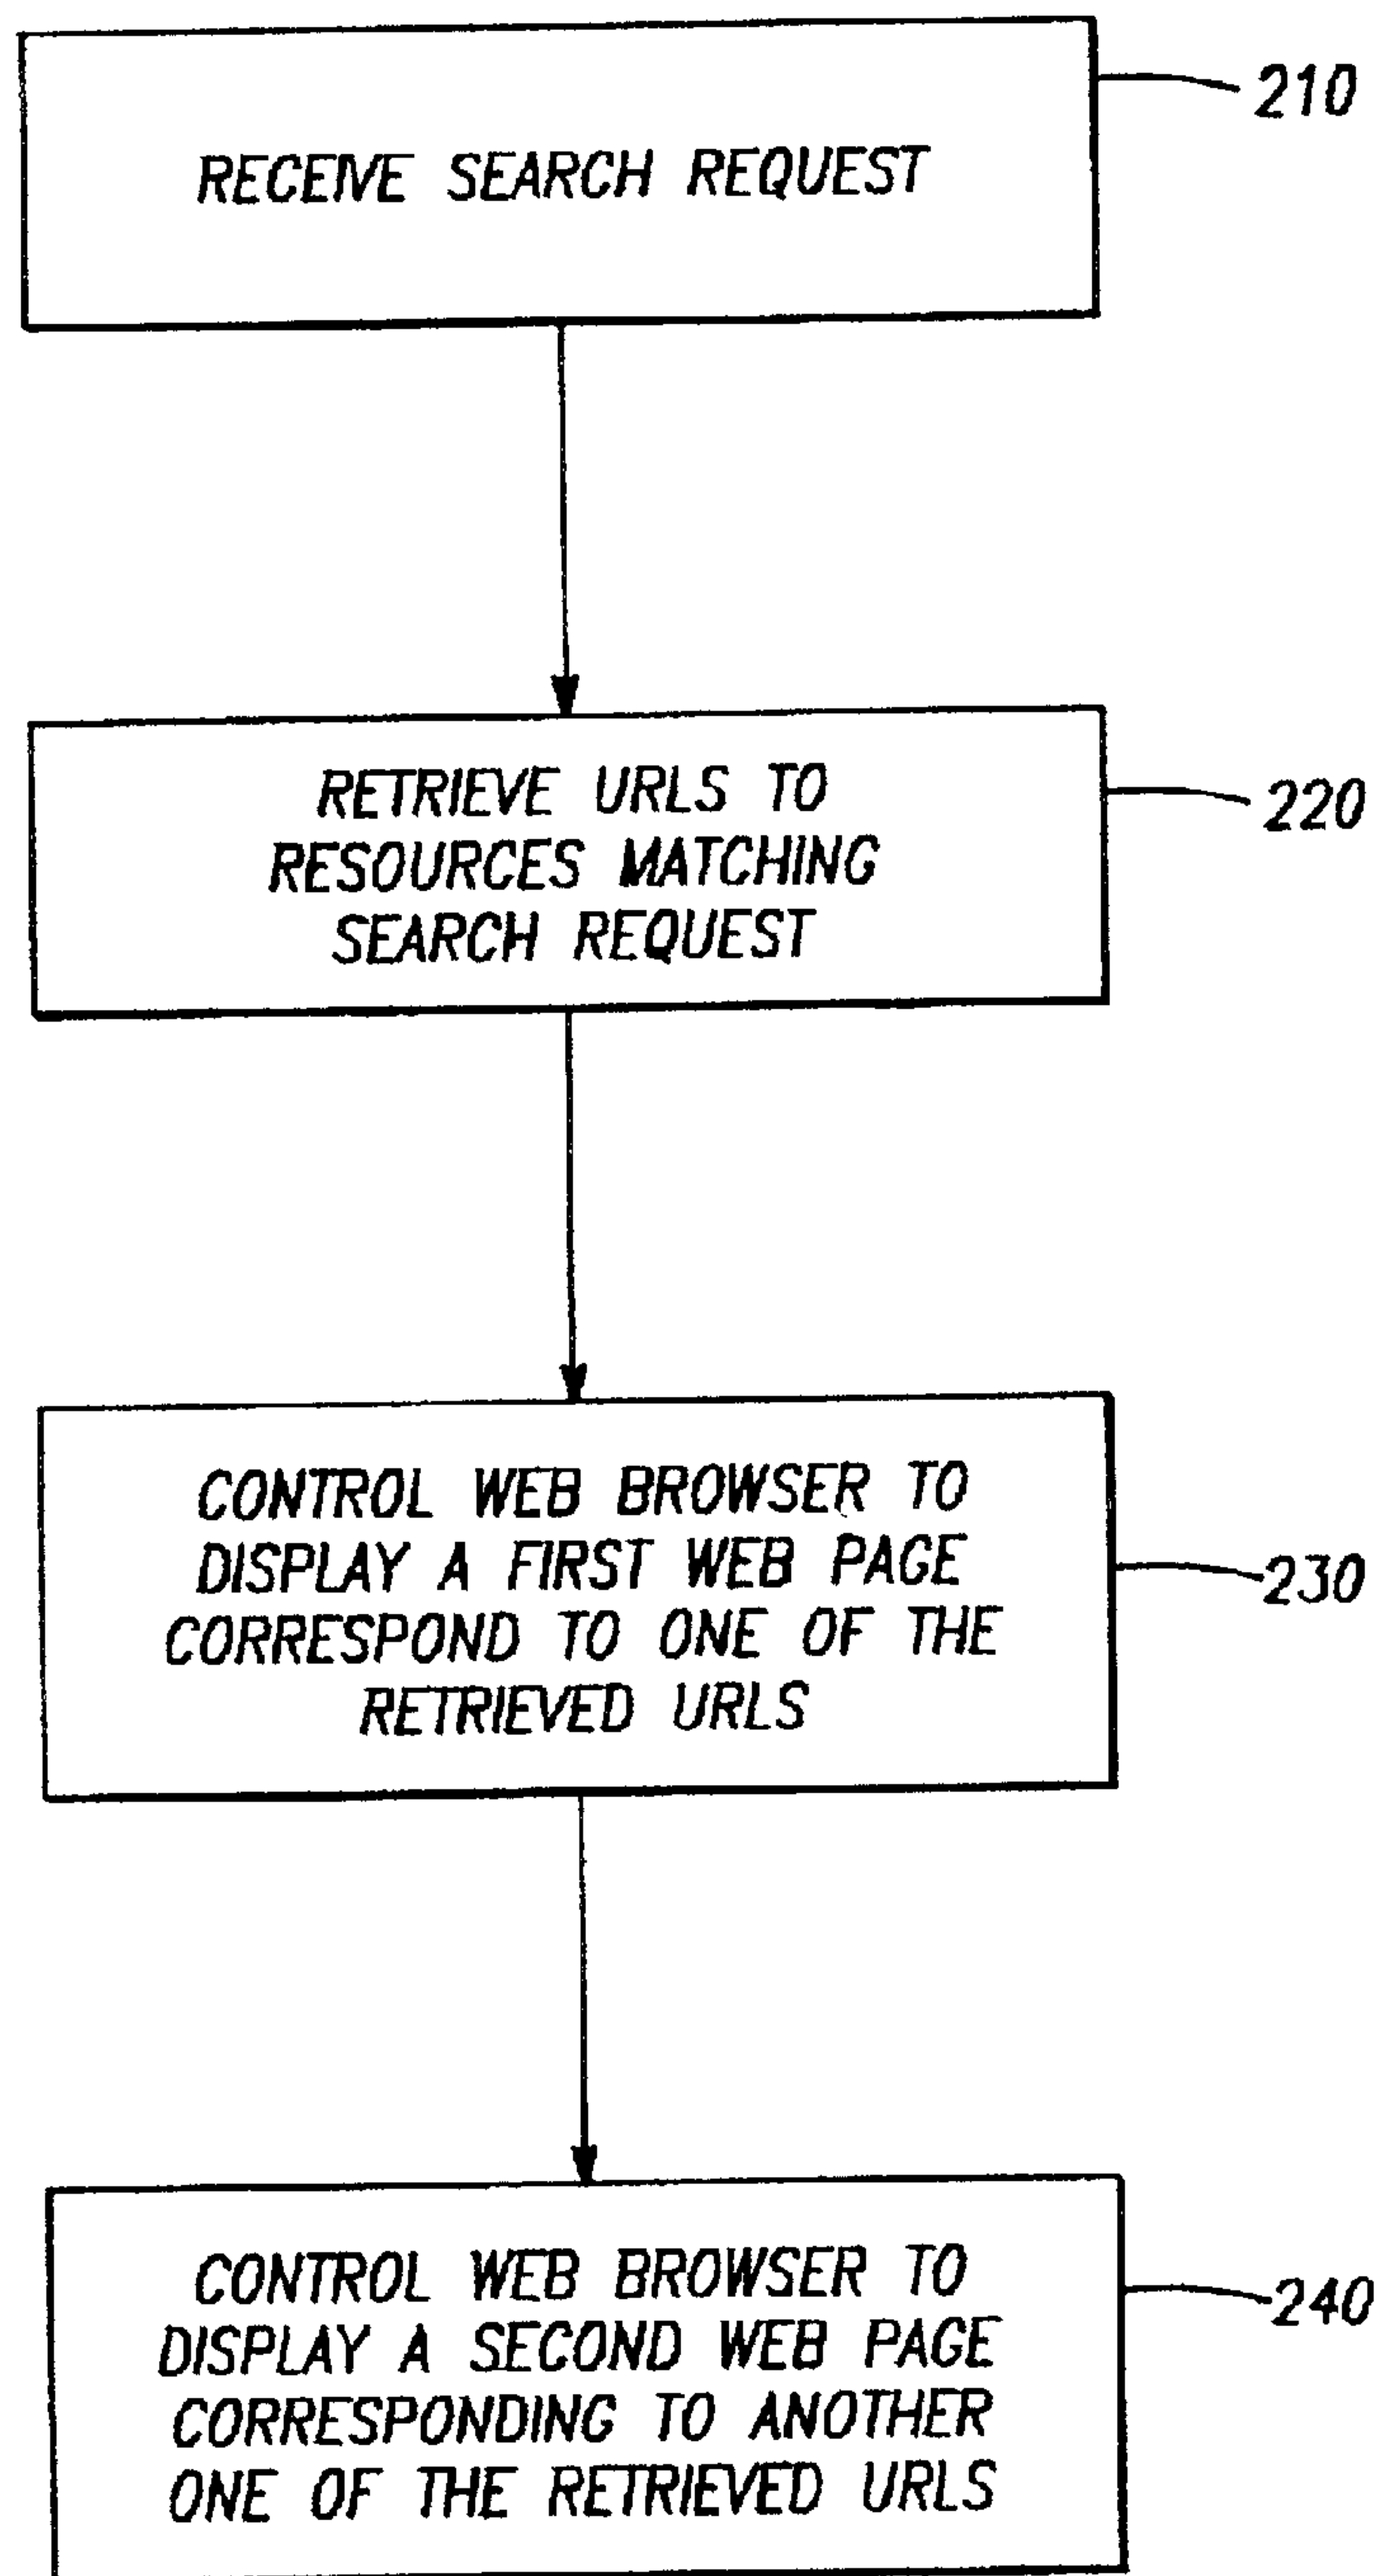 RECEIVE SEARCH REQUEST
210
RETRIEVE URLS TO
RESOURCES MATCHING
SEARCH REQUEST
220
CONTROL WEB BROWSER TO
DISPLAY A FIRST WEB PAGE
CORRESPOND TO ONE OF THE
RETRIEVED URLS
230
CONTROL WEB BROWSER TO
DISPLAY A SECOND WEB PAGE
CORRESPONDING TO ANOTHER
ONE OF THE RETRIEVED URLS
240